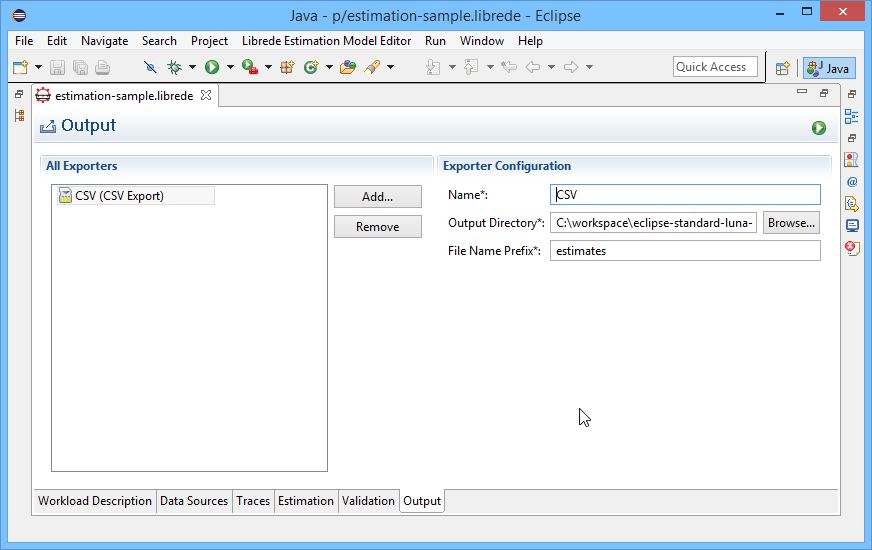 Java - p/estimation-sample.librede - Eclipse
File Edit Navigate Search Project Librede Estimation Model Editor Run Window Help
Quick Access
Java
estimation-sample.librede
Output
All Exporters
Exporter Configuration
CSV (CSV Export)
Add...
Remove
Name*: CSV
Output Directory*: C:\workspace\eclipse-standard-luna- Browse...
File Name Prefix*: estimates
Workload Description Data Sources Traces Estimation Validation Output